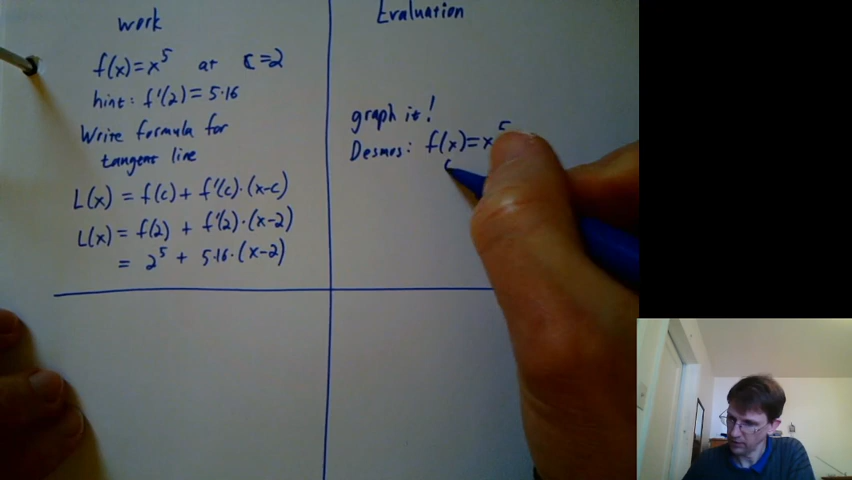 work
f(x)=x⁵ at c=2
hint: f'(2) = 5·16
Write formula for
tangent line
L(x) = f(c) + f'(c)·(x-c)
L(x) = f(2) + f'(2)·(x-2)
= 2⁵ + 5·16·(x-2)
Evaluation
graph it!
Desmos: f(x)=x⁵